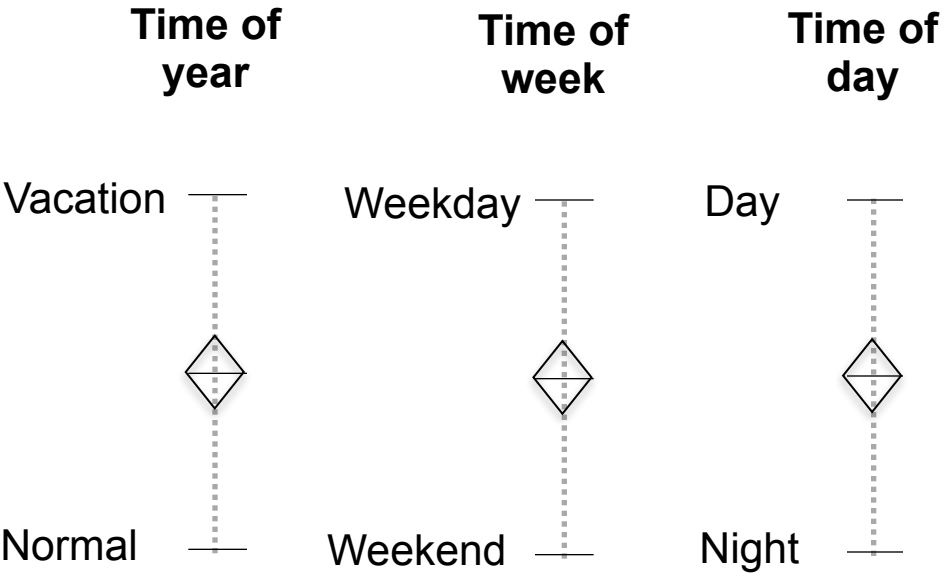 Time of
year
Time of
week
Time of
day
Vacation
Weekday
Day
Normal
Weekend
Night